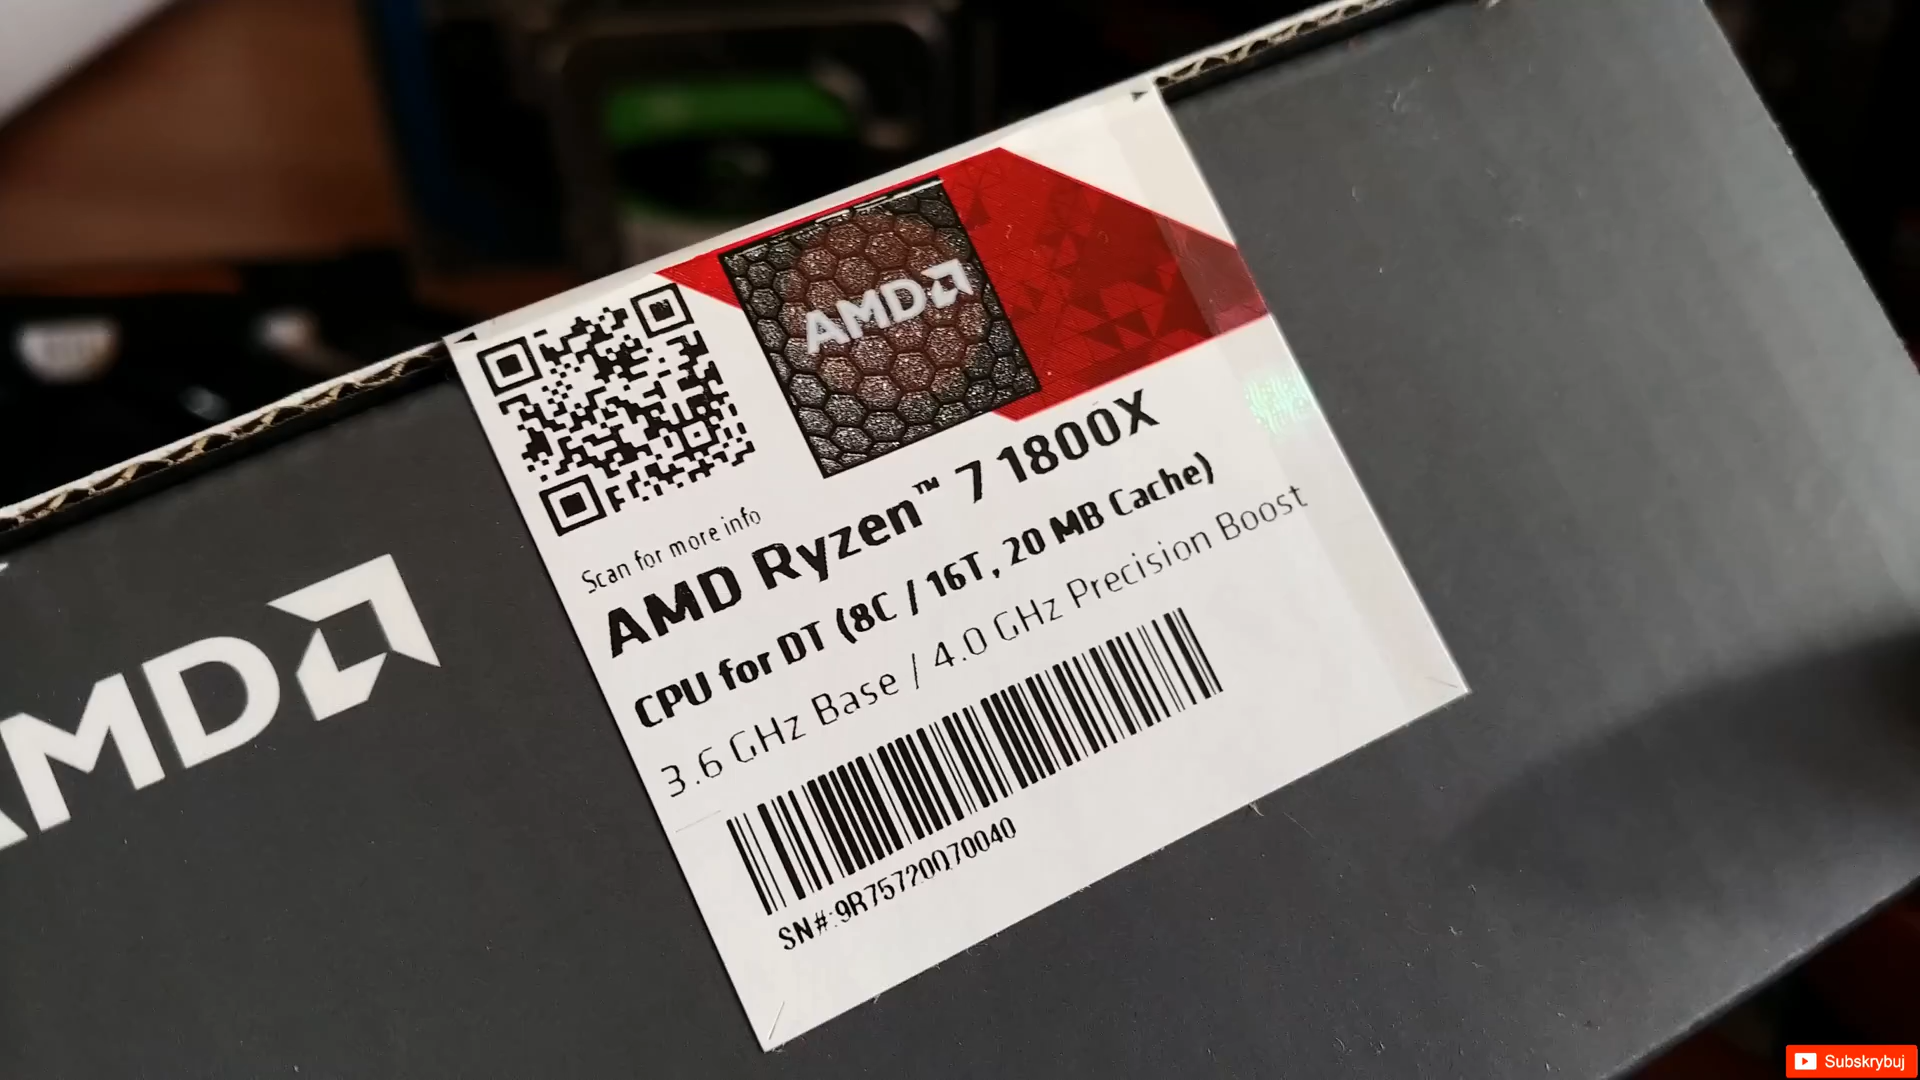 AMD
Scan for more info
AMD Ryzen™ 7 1800X
CPU for DT (8C / 16T, 20 MB Cache)
3.6 GHz Base / 4.0 GHz Precision Boost
SN#:9R75720Q70040
AMD
Subskrybuj